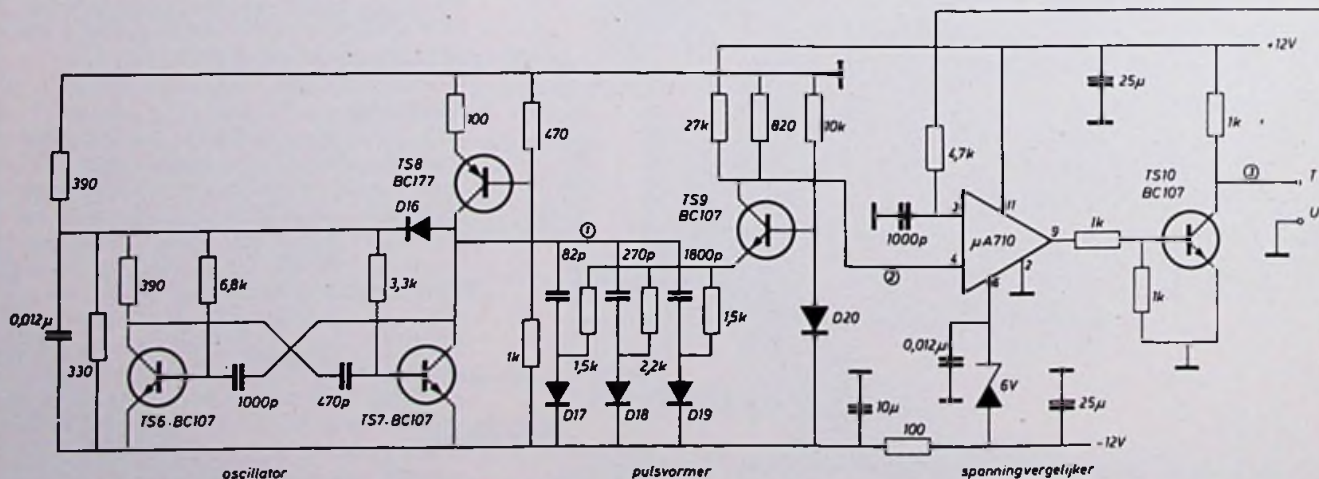 +12V
25µ
1k
100
470
27k
820
10k
4,7k
390
TS8
BC177
TS9
BC107
TS10
BC107
③
T
D16
①
3
11
U
1000p
µA710
9
1k
82p
270p
1800p
4
②
6
2
390
6,8k
3,3k
1k
0,012µ
330
1k
1,5k
D20
0,012µ
1,5k
2,2k
6V
1000p
470p
10µ
25µ
TS6.BC107
TS7.BC107
D17
D18
D19
100
-12V
oscillator
pulsvormer
spanningvergelijker